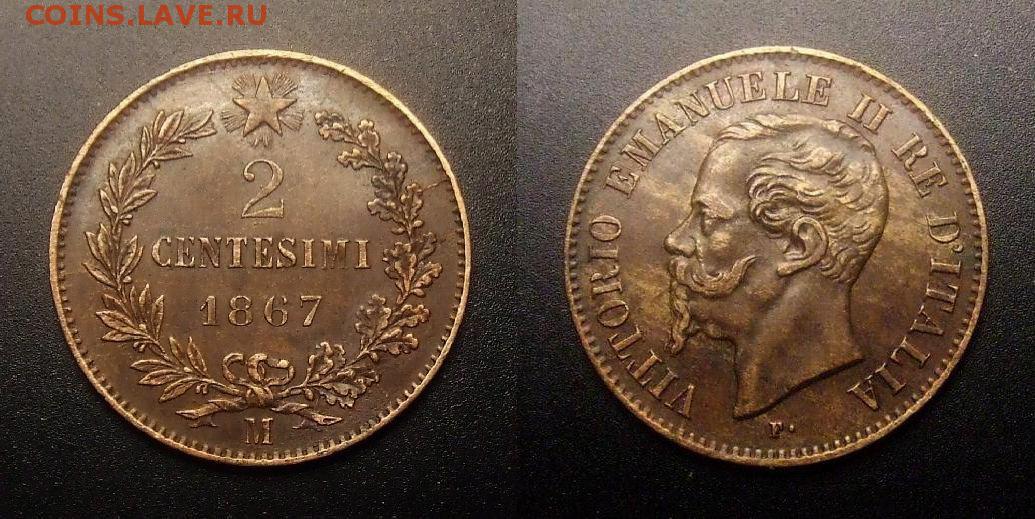 COINS.LAVE.RU
2
CENTESIMI
1867
M
VITTORIO EMANUELE II RE D'ITALIA
F.